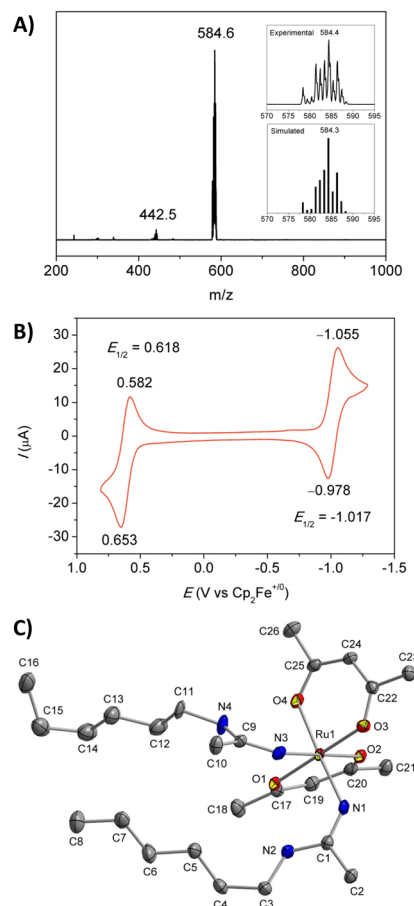 A)
584.6
442.5
Experimental
584.4
570 575 580 585 590 595
Simulated
584.3
570 575 580 585 590 595
200 400 600 800 1000
m/z
B)
30
20
10
0
-10
-20
-30
I (μA)
E1/2 = 0.618
0.582
0.653
−1.055
−0.978
E1/2 = -1.017
1.0 0.5 0.0 -0.5 -1.0 -1.5
E (V vs Cp2Fe+/0)
C)
C26
C24
C23
C25
C22
C16
C11
N4
O4
C13
C9
Ru1
O3
C15
C12
N3
O2
C14
C10
O1
C20
C21
C18
C17
C19
N1
C8
C7
N2
C1
C6
C5
C4
C3
C2